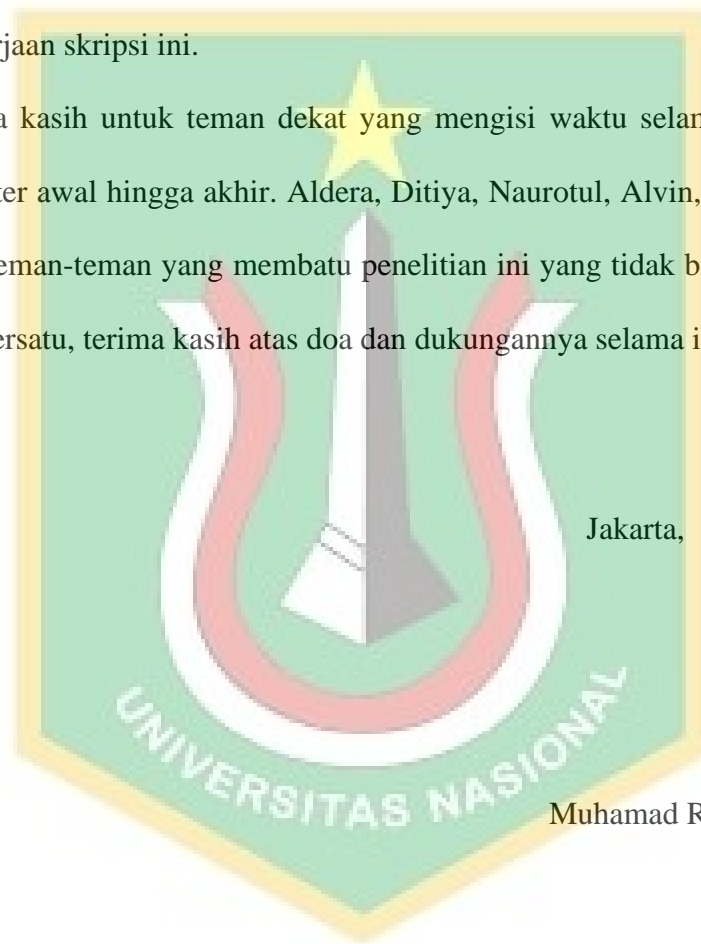 rjaan skripsi ini.
a kasih untuk teman dekat yang mengisi waktu selam
ter awal hingga akhir. Aldera, Ditiya, Naurotul, Alvin,
eman-teman yang membatu penelitian ini yang tidak b
ersatu, terima kasih atas doa dan dukungannya selama i
Jakarta,
UNIVERSITAS NASIONAL
Muhamad R